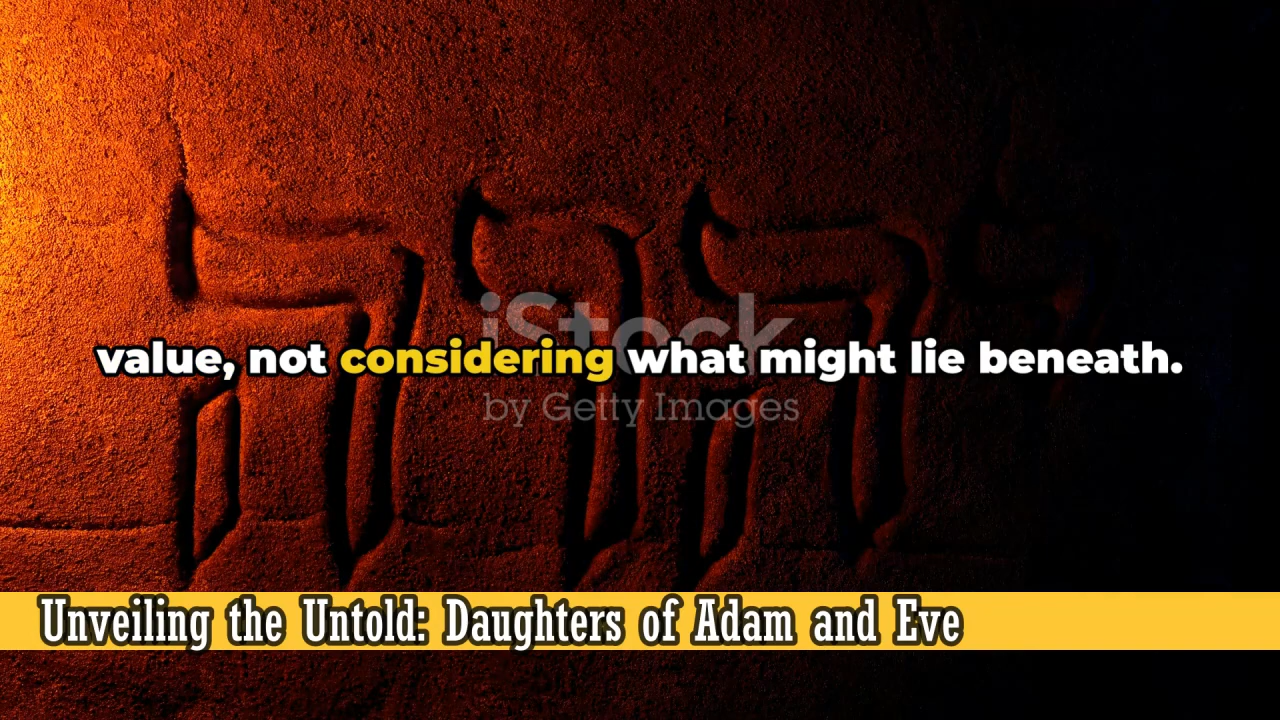 יהוה
iStock
value, not considering what might lie beneath.
by Getty Images
Unveiling the Untold: Daughters of Adam and Eve